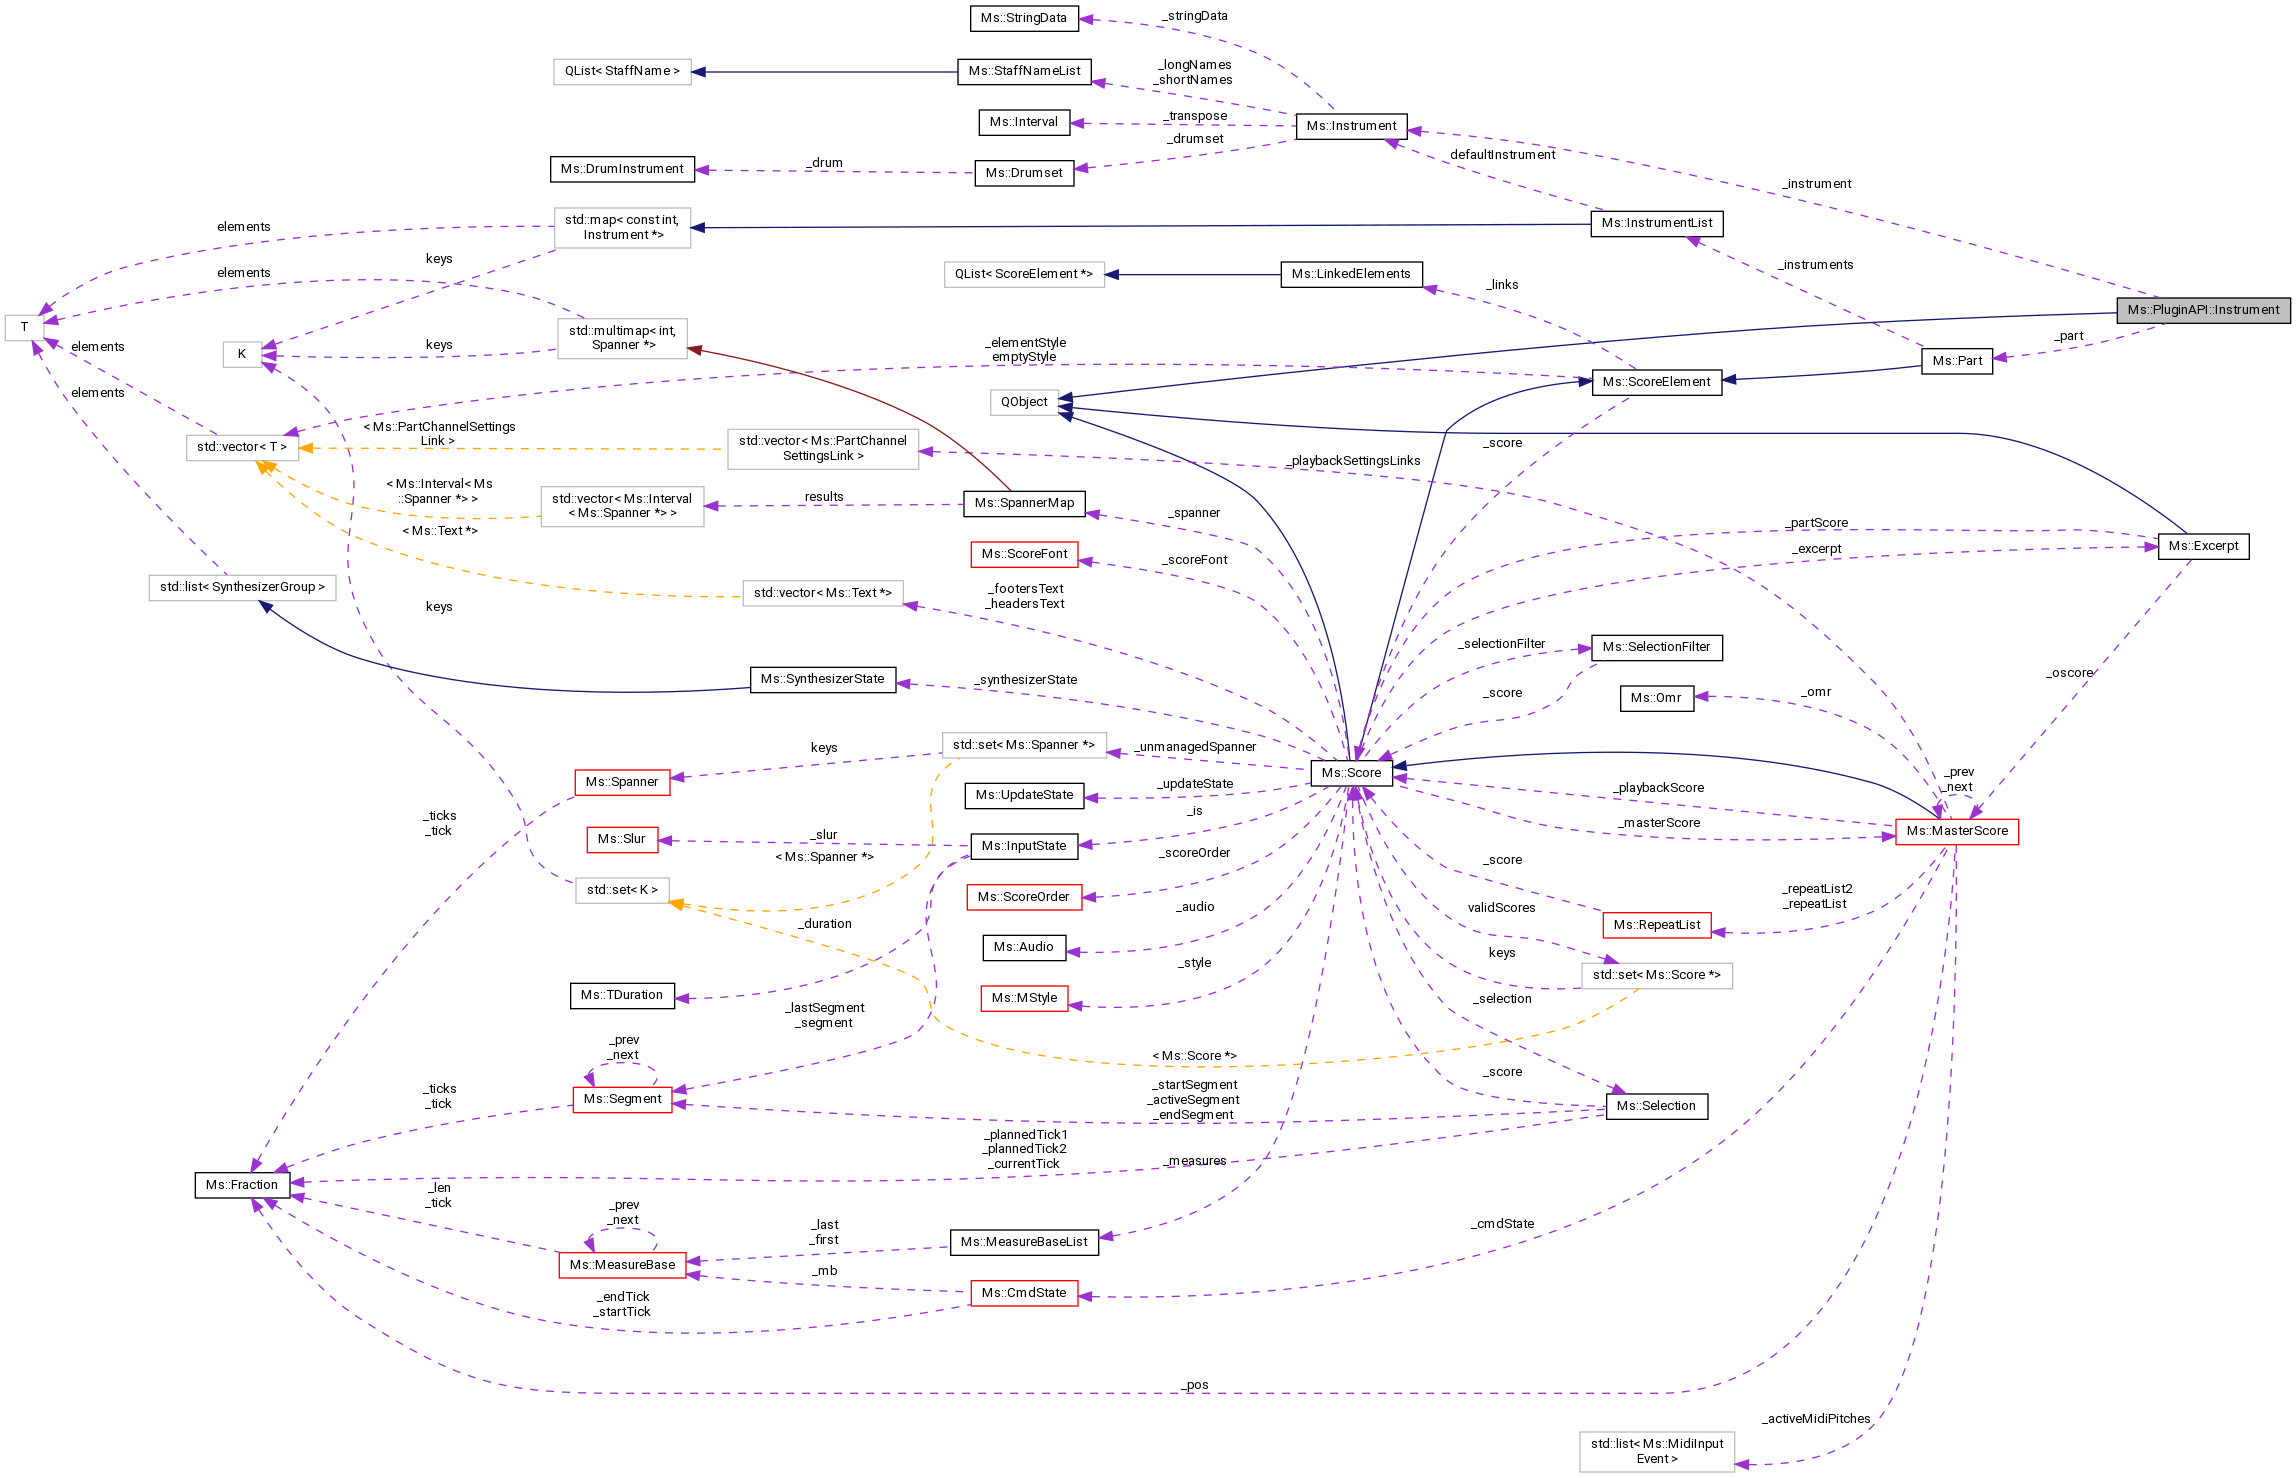 Ms::StringData
_stringData
QList< StaffName >
Ms::StaffNameList
_longNames
_shortNames
Ms::Interval
_transpose
Ms::Instrument
_drumset
Ms::DrumInstrument
_drum
Ms::Drumset
defaultInstrument
_instrument
std::map< const int,
Instrument *>
elements
keys
Ms::InstrumentList
_instruments
QList< ScoreElement *>
Ms::LinkedElements
_links
elements
T
std::multimap< int,
Spanner *>
keys
K
elements
elements
Ms::PluginAPI::Instrument
_part
Ms::Part
_elementStyle
emptyStyle
Ms::ScoreElement
QObject
std::vector< T >
< Ms::PartChannelSettings
Link >
std::vector< Ms::PartChannel
SettingsLink >
_score
_playbackSettingsLinks
< Ms::Interval< Ms
::Spanner *> >
std::vector< Ms::Interval
< Ms::Spanner *> >
results
Ms::SpannerMap
_spanner
< Ms::Text *>
_partScore
_excerpt
Ms::Excerpt
Ms::ScoreFont
_scoreFont
std::list< SynthesizerGroup >
keys
std::vector< Ms::Text *>
_footersText
_headersText
_selectionFilter
Ms::SelectionFilter
Ms::SynthesizerState
_synthesizerState
_score
Ms::Omr
_omr
_oscore
std::set< Ms::Spanner *>
keys
_unmanagedSpanner
Ms::Score
Ms::Spanner
Ms::UpdateState
_updateState
_playbackScore
_prev
_next
_ticks
_tick
_is
_masterScore
Ms::MasterScore
Ms::Slur
_slur
< Ms::Spanner *>
Ms::InputState
_scoreOrder
_score
std::set< K >
Ms::ScoreOrder
_repeatList2
_repeatList
_duration
_audio
validScores
Ms::RepeatList
Ms::Audio
keys
_style
std::set< Ms::Score *>
Ms::TDuration
Ms::MStyle
_selection
_lastSegment
_segment
_prev
_next
< Ms::Score *>
_score
_ticks
_tick
Ms::Segment
_startSegment
_activeSegment
_endSegment
Ms::Selection
_plannedTick1
_plannedTick2
_currentTick
_measures
Ms::Fraction
_len
_tick
_prev
_next
_last
_first
Ms::MeasureBaseList
_cmdState
Ms::MeasureBase
_mb
Ms::CmdState
_endTick
_startTick
_pos
_activeMidiPitches
std::list< Ms::MidiInput
Event >